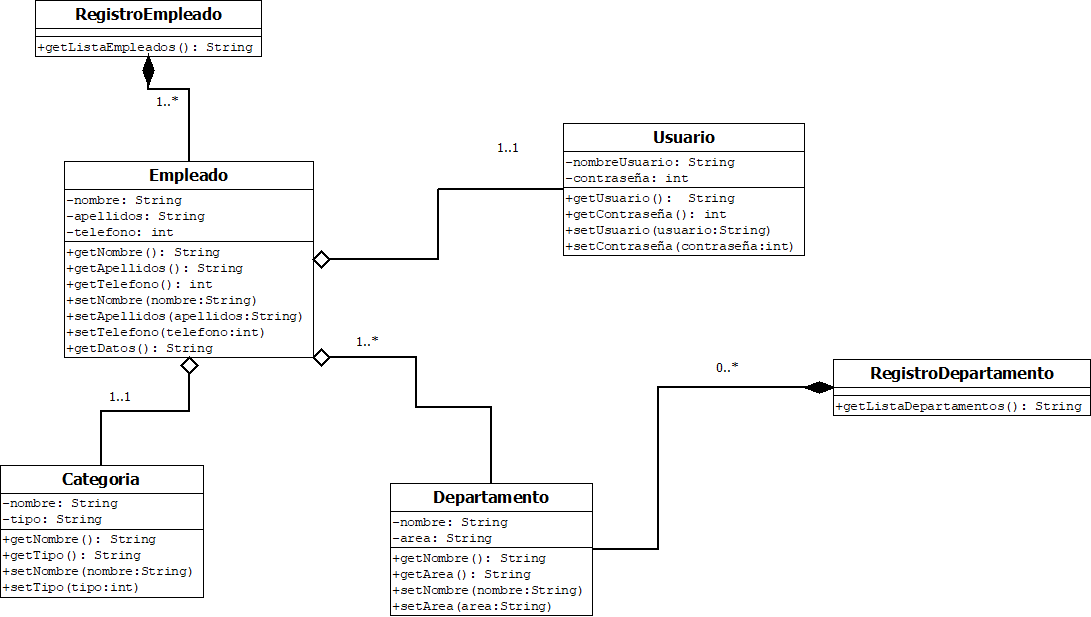 RegistroEmpleado
+getListaEmpleados(): String
1..*
Empleado
-nombre: String
-apellidos: String
-telefono: int
+getNombre(): String
+getApellidos(): String
+getTelefono(): int
+setNombre(nombre:String)
+setApellidos(apellidos:String)
+setTelefono(telefono:int)
+getDatos(): String
1..1
Usuario
-nombreUsuario: String
-contraseña: int
+getUsuario():  String
+getContraseña(): int
+setUsuario(usuario:String)
+setContraseña(contraseña:int)
1..*
0..*
RegistroDepartamento
+getListaDepartamentos(): String
1..1
Categoria
-nombre: String
-tipo: String
+getNombre(): String
+getTipo(): String
+setNombre(nombre:String)
+setTipo(tipo:int)
Departamento
-nombre: String
-area: String
+getNombre(): String
+getArea(): String
+setNombre(nombre:String)
+setArea(area:String)